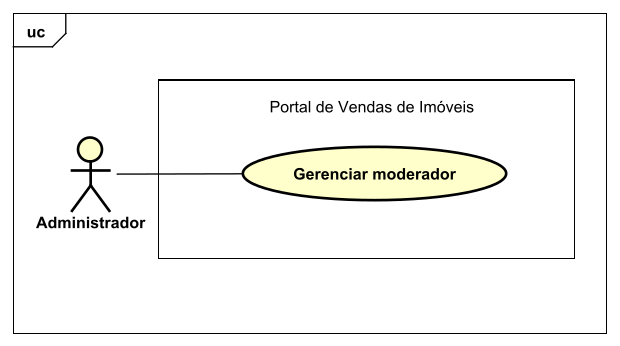 uc
Portal de Vendas de Imóveis
Gerenciar moderador
Administrador